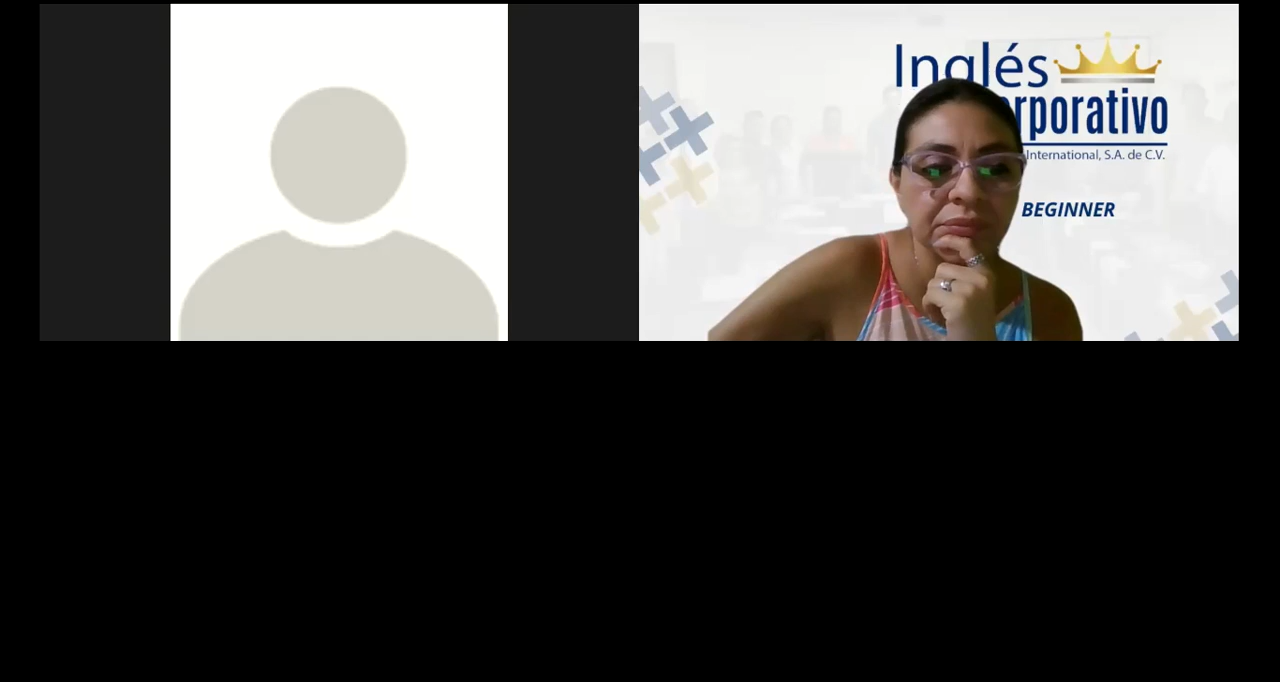 Inglés
rporativo
International, S.A. de C.V.
BEGINNER